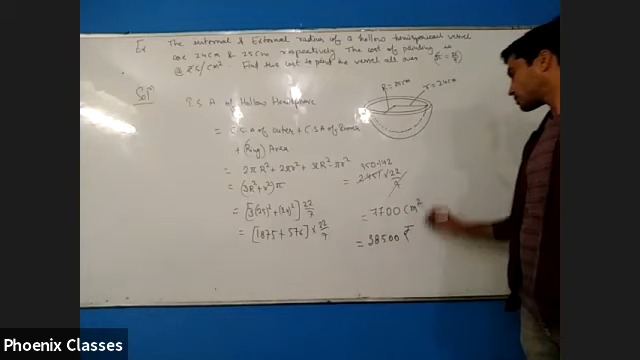 Ex The internal & External radius of a hollow hemispherical vessel
are 24cm & 25cm respectively The cost of painting is
@ ₹5/cm². Find the cost to paint the vessel all over (π = 22/7)
Solⁿ
T.S.A of Hollow Hemisphere
R=25cm
r=24cm
= C.S.A of outer + C.S.A of Inner
+ (Ring) Area
= 2πR² + 2πr² + πR² - πr²
= (3R² + r²)π
= [3(25)² + (24)²] 22/7
= [1875 + 576] × 22/7
350.142
= 2451 × 22/7
= 7700 cm²
= 38500 ₹
Phoenix Classes